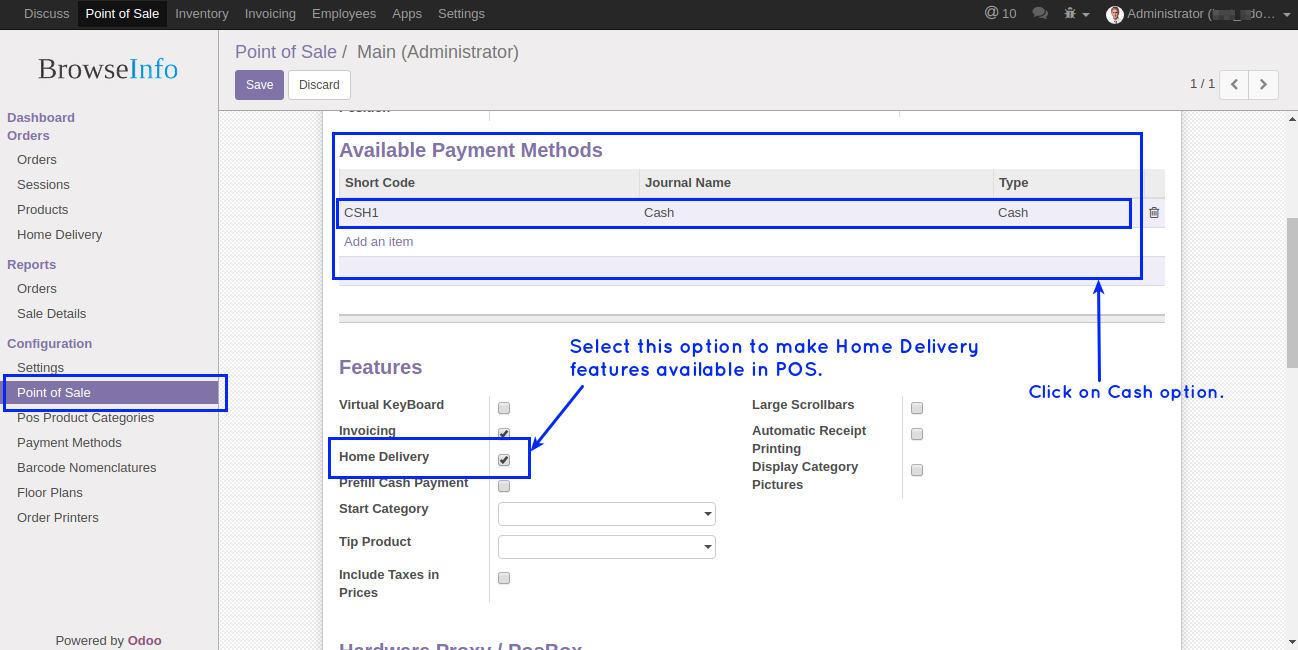 Discuss Point of Sale Inventory Invoicing Employees Apps Settings @ 10 Administrator (
BrowseInfo
Point of Sale / Main (Administrator)
Save Discard
1 / 1
Dashboard
Orders
Orders
Sessions
Products
Home Delivery
Reports
Orders
Sale Details
Configuration
Settings
Point of Sale
Pos Product Categories
Payment Methods
Barcode Nomenclatures
Floor Plans
Order Printers
Powered by Odoo
Position
Available Payment Methods
Short Code Journal Name Type
CSH1 Cash Cash
Add an item
Select this option to make Home Delivery
features available in POS.
Click on Cash option.
Features
Virtual KeyBoard
Invoicing
Home Delivery
Prefill Cash Payment
Start Category
Tip Product
Include Taxes in
Prices
Large Scrollbars
Automatic Receipt
Printing
Display Category
Pictures
Hardware Proxy / PosBox